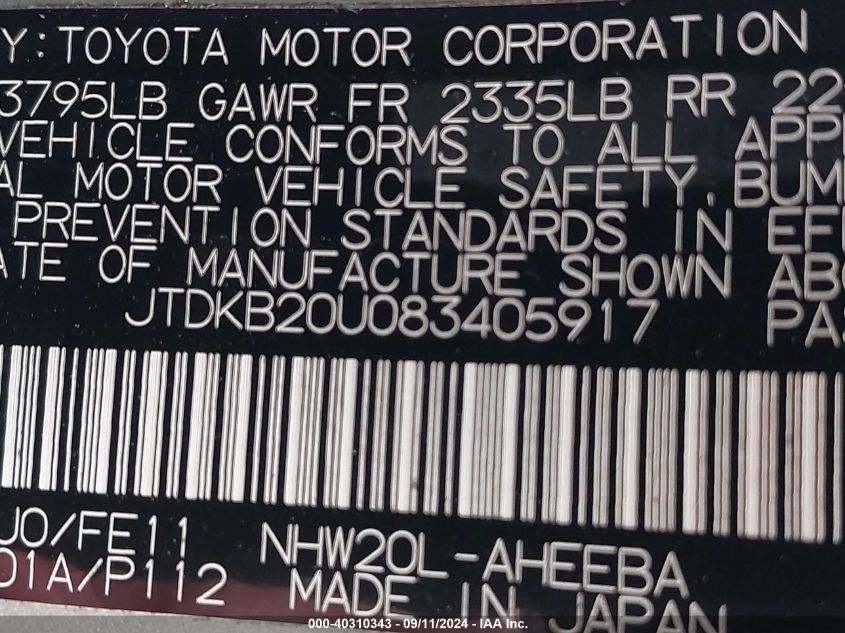 Y: TOYOTA MOTOR CORPORATION
3795LB GAWR FR 2335LB RR 22
VEHICLE CONFORMS TO ALL APP
AL MOTOR VEHICLE SAFETY, BUM
PREVENTION STANDARDS IN EF
ATE OF MANUFACTURE SHOWN AB
JTDKB20U083405917 PAS
UO/FE11 NHW20L-AHEEBA
01A/P112 MADE IN JAPAN
000-40310343 - 09/11/2024 - IAA Inc.